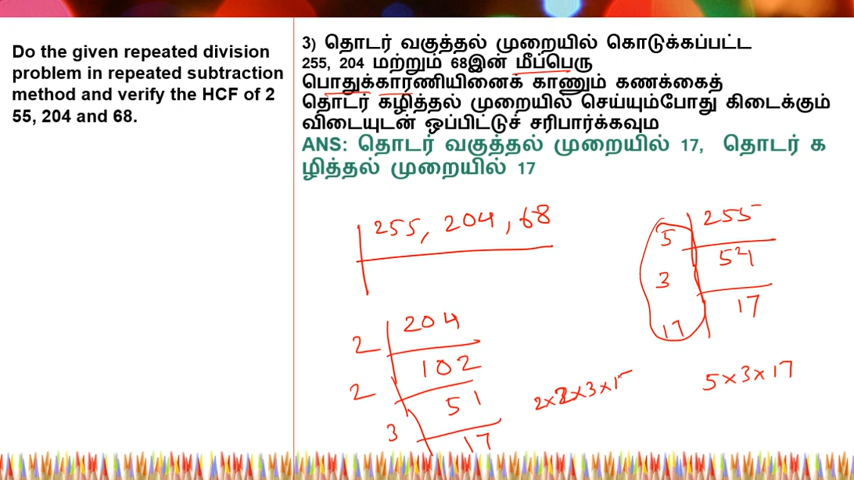 Do the given repeated division
problem in repeated subtraction
method and verify the HCF of 2
55, 204 and 68.
3) தொடர் வகுத்தல் முறையில் கொடுக்கப்பட்ட
255, 204 மற்றும் 68இன் மீப்பெரு
பொதுக்காரணியினைக் காணும் கணக்கைத்
தொடர் கழித்தல் முறையில் செய்யும்போது கிடைக்கும்
விடையுடன் ஒப்பிட்டுச் சரிபார்க்கவும
ANS: தொடர் வகுத்தல் முறையில் 17, தொடர் க
ழித்தல் முறையில் 17
255, 204, 68
2 204
2 102
51
3 17
2x2x3x1
5 255
3 51
17 17
5x3x17